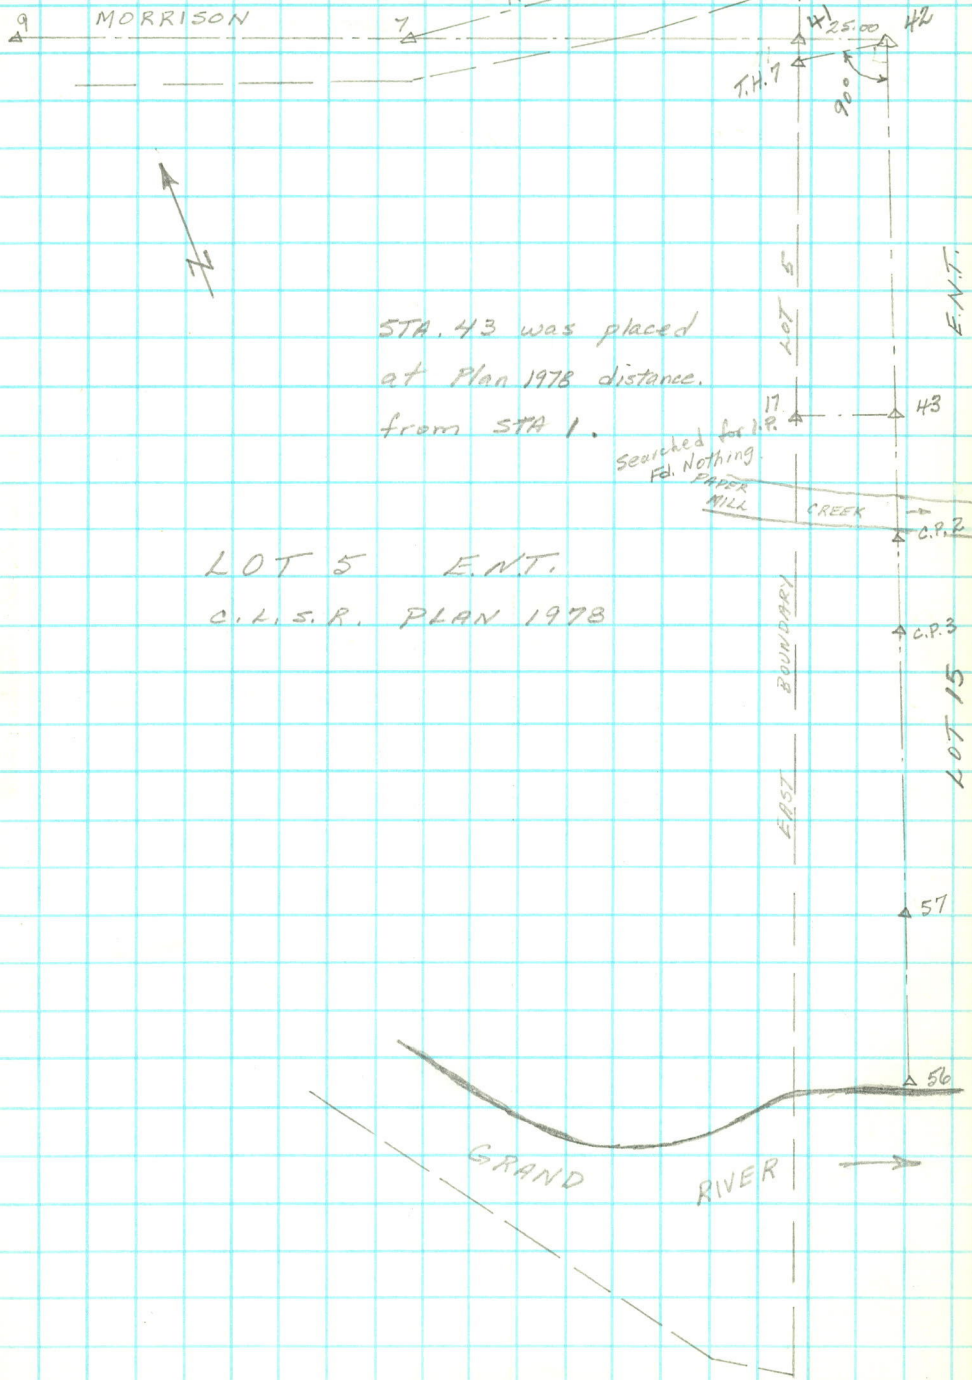 9 MORRISON 7 41 25.00 42
T.H.7 90°
N
LOT 5
E.N.T.
STA. 43 was placed
at Plan 1978 distance.
from STA 1.
17 43
Searched for I.P.
Fd. Nothing.
PAPER
MILL CREEK
C.P.2
LOT 5 E.N.T.
C.L.S.R. PLAN 1978
C.P.3
EAST BOUNDARY
LOT 15
57
56
GRAND RIVER